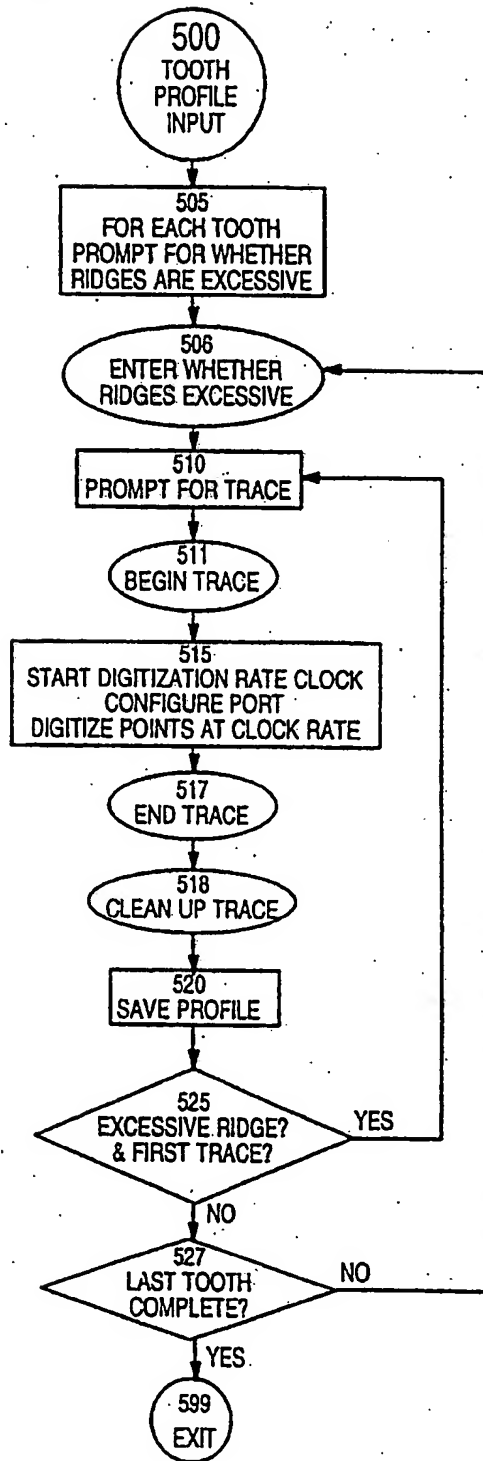 500
TOOTH
PROFILE
INPUT
505
FOR EACH TOOTH
PROMPT FOR WHETHER
RIDGES ARE EXCESSIVE
506
ENTER WHETHER
RIDGES EXCESSIVE
510
PROMPT FOR TRACE
511
BEGIN TRACE
515
START DIGITIZATION RATE CLOCK
CONFIGURE PORT
DIGITIZE POINTS AT CLOCK RATE
517
END TRACE
518
CLEAN UP TRACE
520
SAVE PROFILE
525
EXCESSIVE RIDGE?
& FIRST TRACE?
YES
NO
527
LAST TOOTH
COMPLETE?
NO
YES
599
EXIT